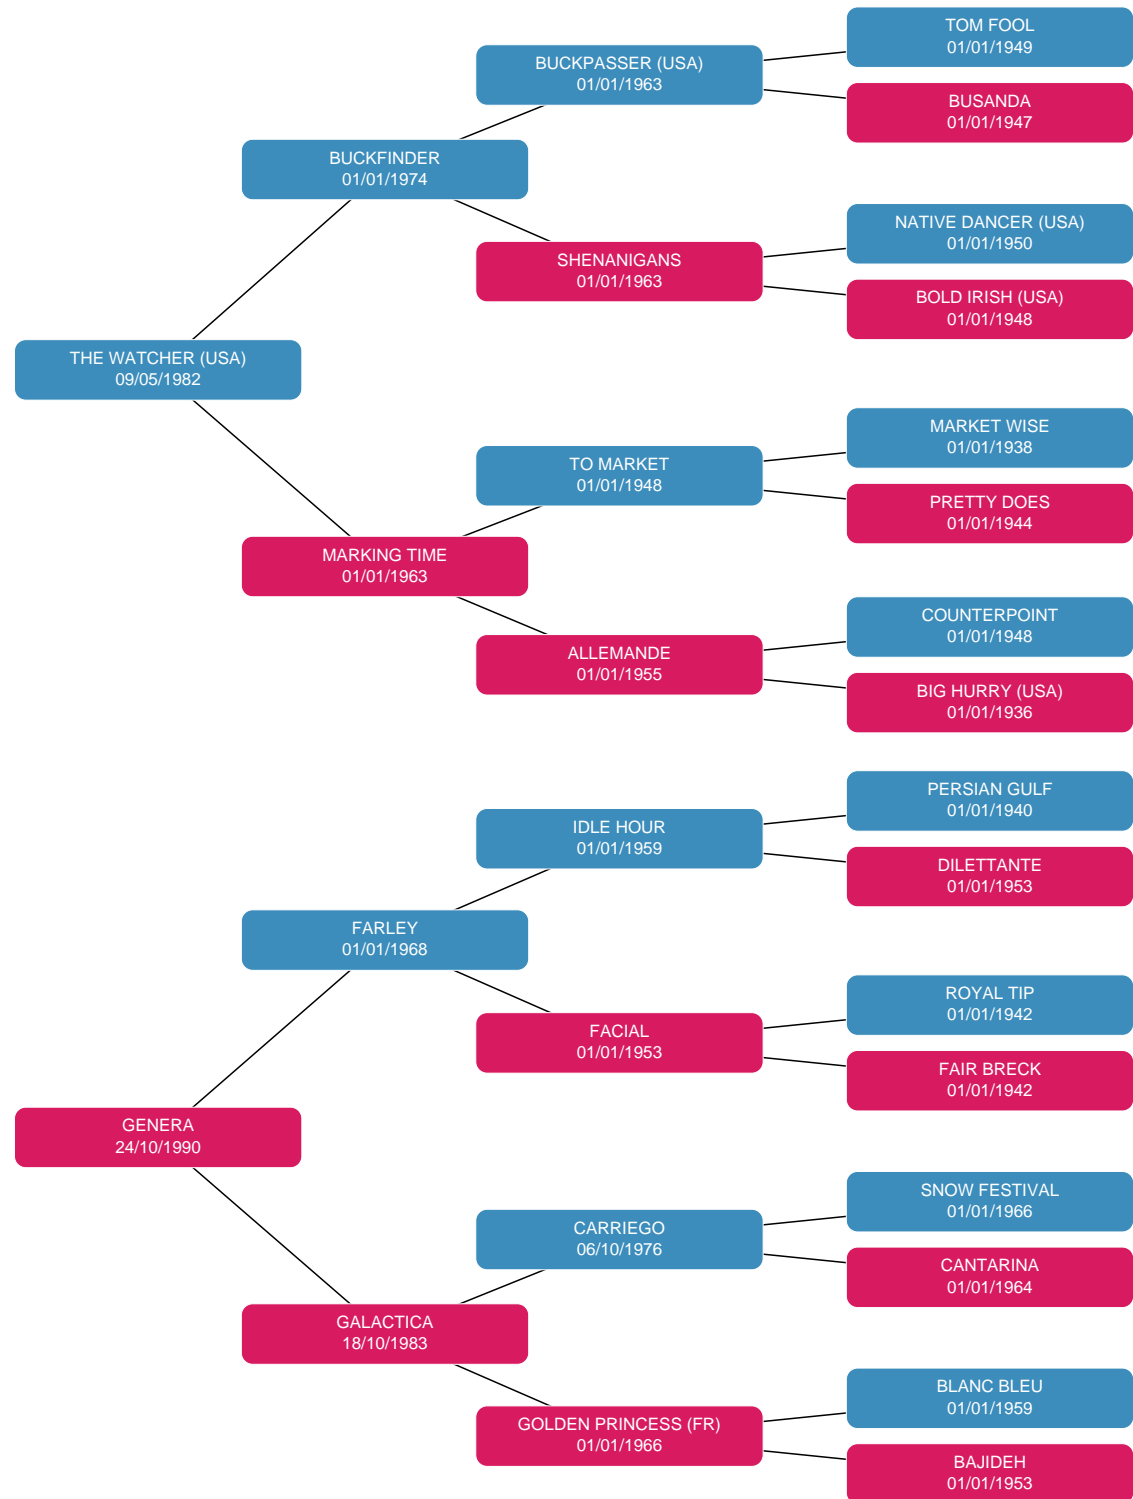 TOM FOOL
01/01/1949
BUCKPASSER (USA)
01/01/1963
BUSANDA
01/01/1947
BUCKFINDER
01/01/1974
NATIVE DANCER (USA)
01/01/1950
SHENANIGANS
01/01/1963
BOLD IRISH (USA)
01/01/1948
THE WATCHER (USA)
09/05/1982
MARKET WISE
01/01/1938
TO MARKET
01/01/1948
PRETTY DOES
01/01/1944
MARKING TIME
01/01/1963
COUNTERPOINT
01/01/1948
ALLEMANDE
01/01/1955
BIG HURRY (USA)
01/01/1936
PERSIAN GULF
01/01/1940
IDLE HOUR
01/01/1959
DILETTANTE
01/01/1953
FARLEY
01/01/1968
ROYAL TIP
01/01/1942
FACIAL
01/01/1953
FAIR BRECK
01/01/1942
GENERA
24/10/1990
SNOW FESTIVAL
01/01/1966
CARRIEGO
06/10/1976
CANTARINA
01/01/1964
GALACTICA
18/10/1983
BLANC BLEU
01/01/1959
GOLDEN PRINCESS (FR)
01/01/1966
BAJIDEH
01/01/1953